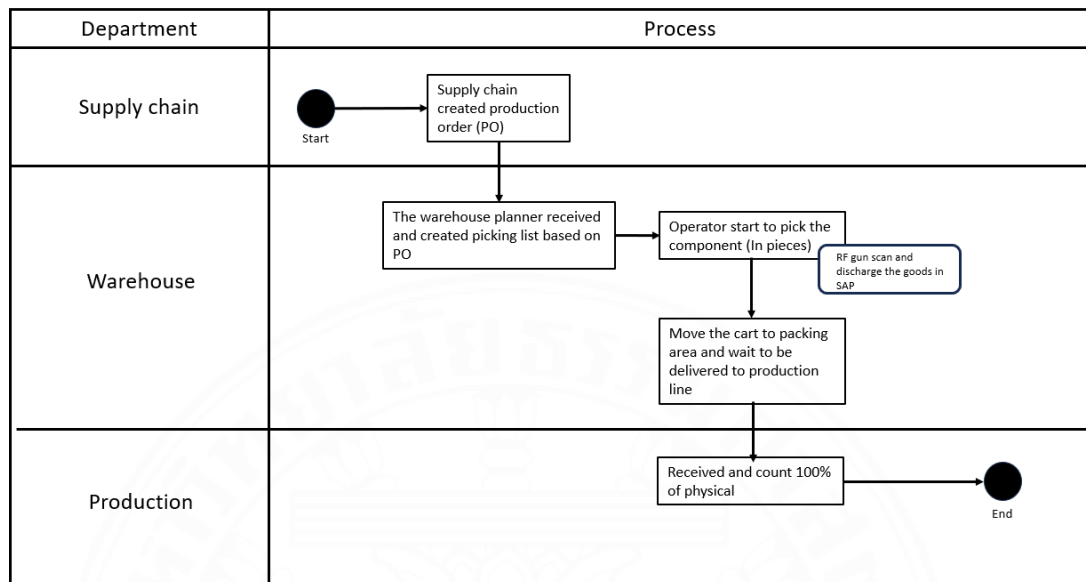 Department
Process
Supply chain
Start
Supply chain
created production
order (PO)
Warehouse
The warehouse planner received
and created picking list based on
PO
Operator start to pick the
component (In pieces)
RF gun scan and
discharge the goods in
SAP
Move the cart to packing
area and wait to be
delivered to production
line
Production
Received and count 100%
of physical
End